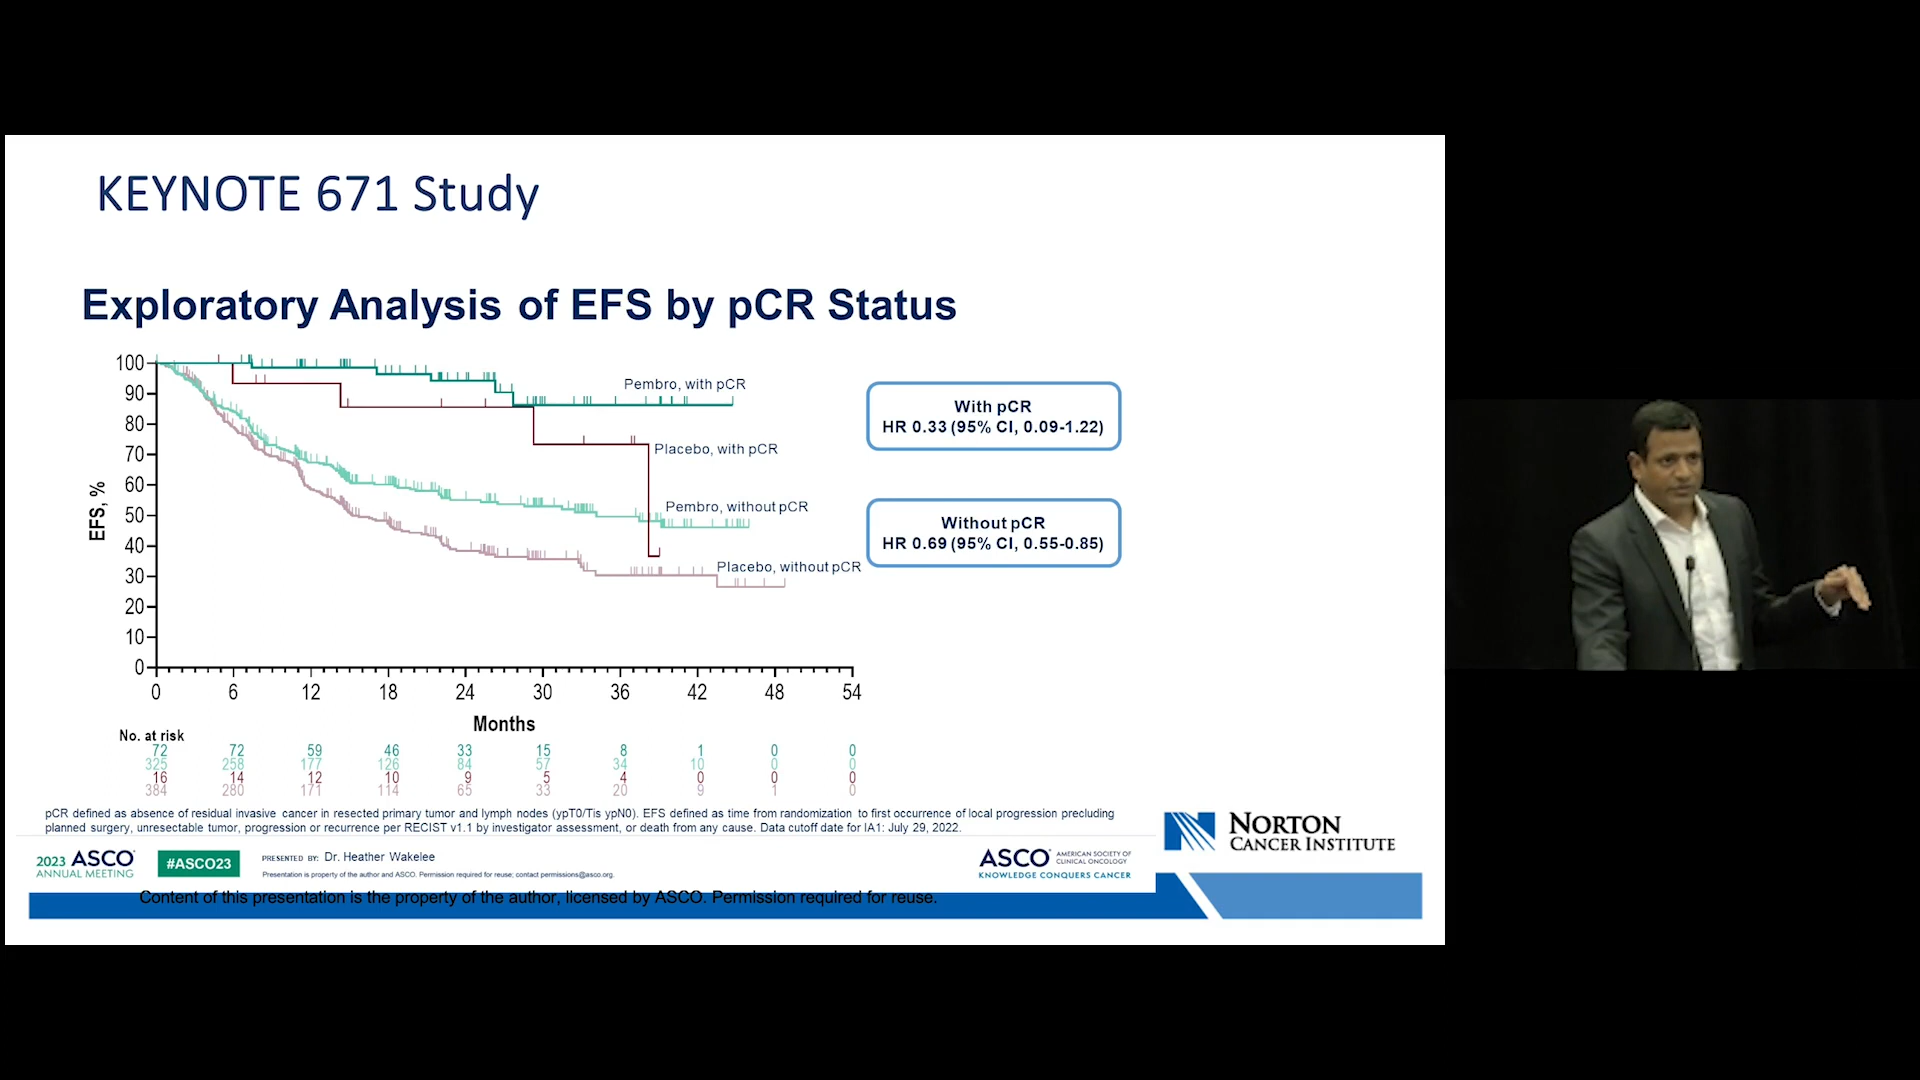 KEYNOTE 671 Study
Exploratory Analysis of EFS by pCR Status
EFS, %
100
90
80
70
60
50
40
30
20
10
0
Pembro, with pCR
Placebo, with pCR
Pembro, without pCR
Placebo, without pCR
With pCR
HR 0.33 (95% CI, 0.09-1.22)
Without pCR
HR 0.69 (95% CI, 0.55-0.85)
0 6 12 18 24 30 36 42 48 54
Months
No. at risk
72 72 59 46 33 15 8 1 0 0
325 258 177 126 84 57 34 10 0 0
16 14 12 10 9 5 4 0 0 0
384 280 171 114 65 33 20 9 1 0
pCR defined as absence of residual invasive cancer in resected primary tumor and lymph nodes (ypT0/Tis ypN0). EFS defined as time from randomization to first occurrence of local progression precluding
planned surgery, unresectable tumor, progression or recurrence per RECIST v1.1 by investigator assessment, or death from any cause. Data cutoff date for IA1: July 29, 2022.
2023 ASCO
ANNUAL MEETING
#ASCO23
PRESENTED BY: Dr. Heather Wakelee
Presentation is property of the author and ASCO. Permission required for reuse; contact permissions@asco.org.
ASCO AMERICAN SOCIETY OF
CLINICAL ONCOLOGY
KNOWLEDGE CONQUERS CANCER
NORTON
CANCER INSTITUTE
Content of this presentation is the property of the author, licensed by ASCO. Permission required for reuse.